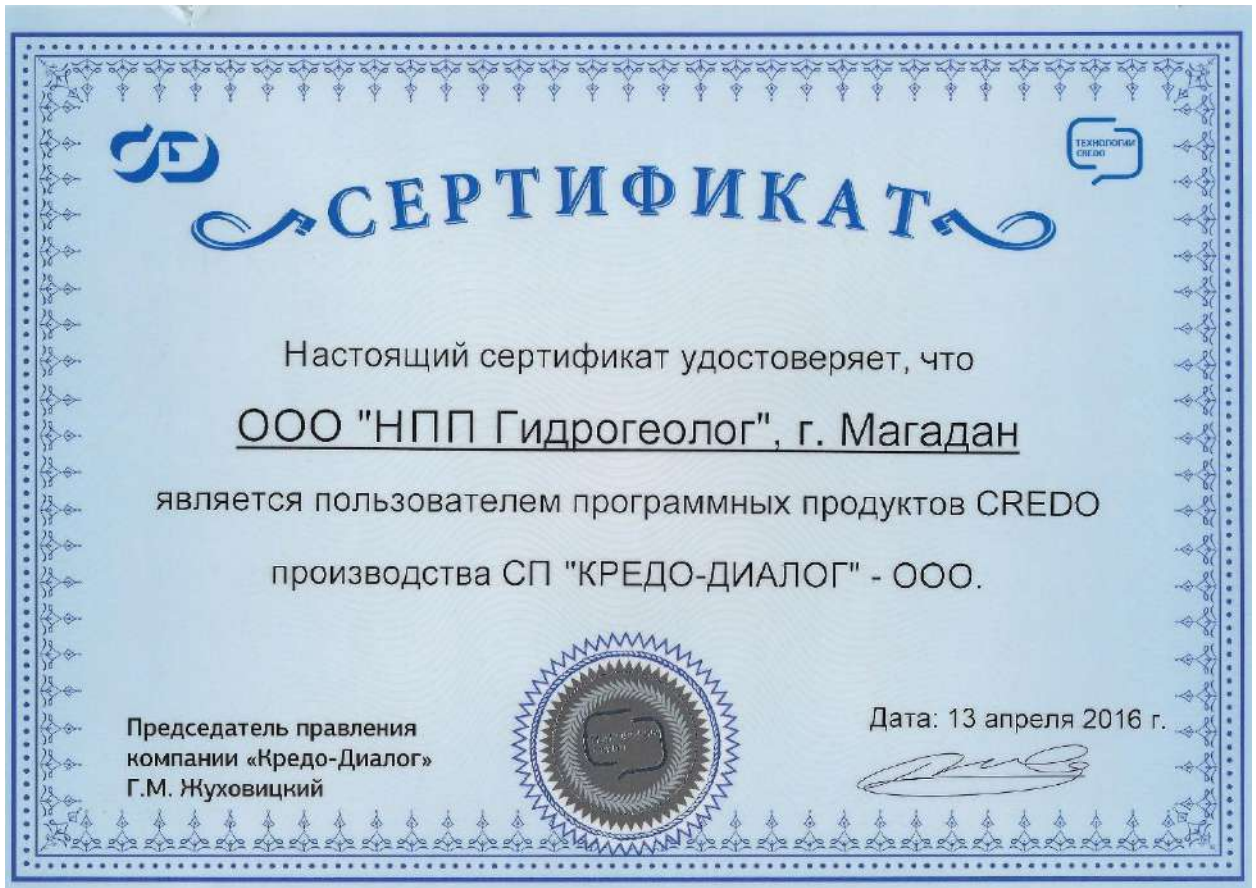 ТЕХНОЛОГИИ
CREDO
СЕРТИФИКАТ
Настоящий сертификат удостоверяет, что
ООО "НПП Гидрогеолог", г. Магадан
является пользователем программных продуктов CREDO
производства СП "КРЕДО-ДИАЛОГ" - ООО.
Председатель правления
компании «Кредо-Диалог»
Г.М. Жуховицкий
Дата: 13 апреля 2016 г.